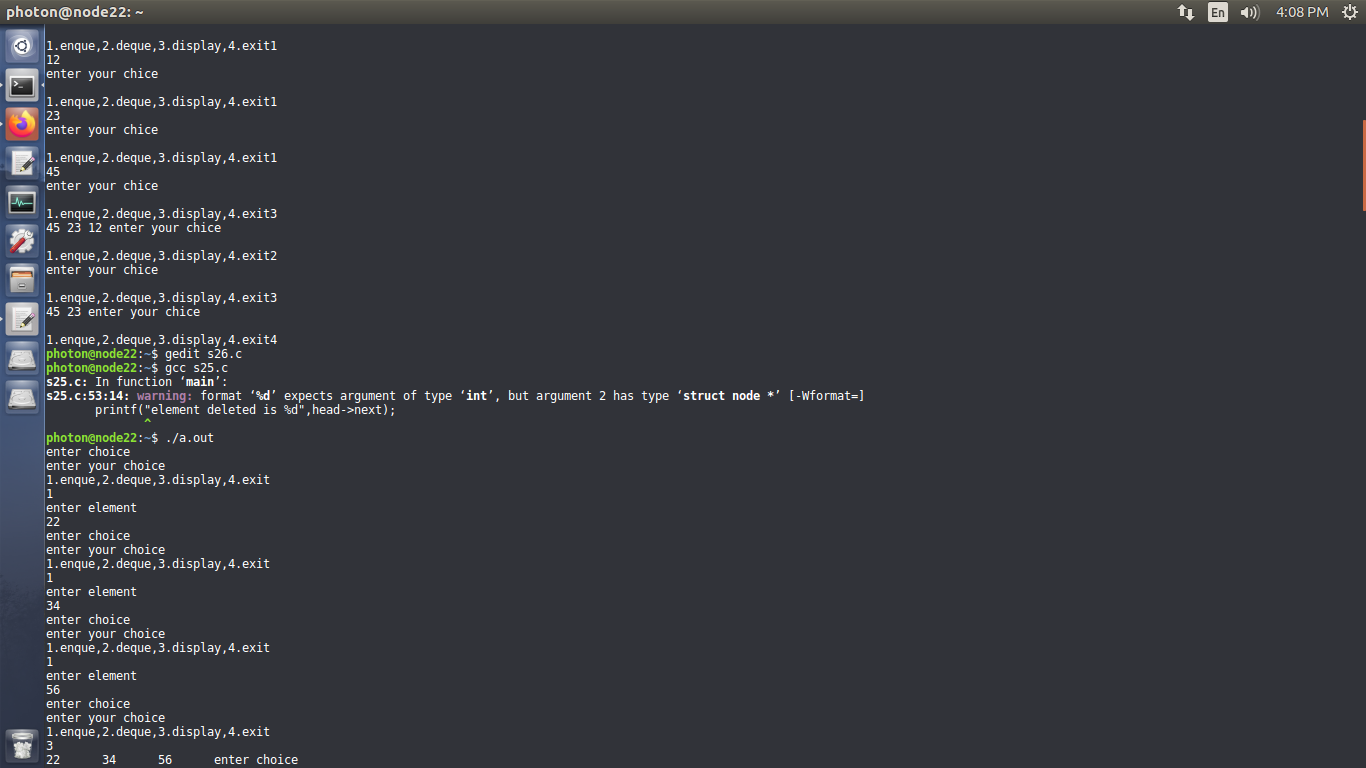 photon@node22: ~
En
4:08 PM
1.enque,2.deque,3.display,4.exit1
12
enter your chice
1.enque,2.deque,3.display,4.exit1
23
enter your chice
1.enque,2.deque,3.display,4.exit1
45
enter your chice
1.enque,2.deque,3.display,4.exit3
45 23 12 enter your chice
1.enque,2.deque,3.display,4.exit2
enter your chice
1.enque,2.deque,3.display,4.exit3
45 23 enter your chice
1.enque,2.deque,3.display,4.exit4
photon@node22:~$ gedit s26.c
photon@node22:~$ gcc s25.c
s25.c: In function ‘main’:
s25.c:53:14: warning: format ‘%d’ expects argument of type ‘int’, but argument 2 has type ‘struct node *’ [-Wformat=]
printf("element deleted is %d",head->next);
^
photon@node22:~$ ./a.out
enter choice
enter your choice
1.enque,2.deque,3.display,4.exit
1
enter element
22
enter choice
enter your choice
1.enque,2.deque,3.display,4.exit
1
enter element
34
enter choice
enter your choice
1.enque,2.deque,3.display,4.exit
1
enter element
56
enter choice
enter your choice
1.enque,2.deque,3.display,4.exit
3
22 34 56 enter choice